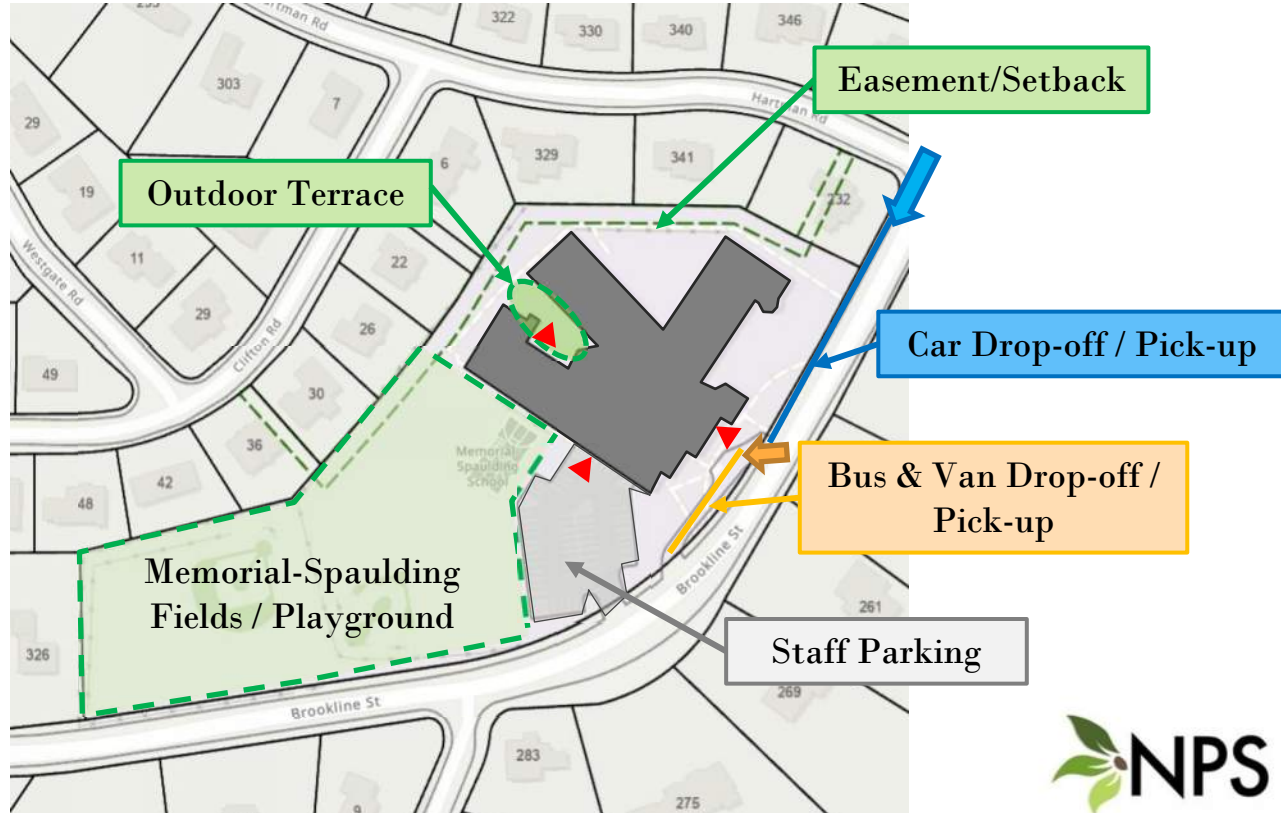 322
330
340
346
Hartman Rd
303
7
29
Easement/Setback
Hartman Rd
6
329
341
Outdoor Terrace
19
232
Westgate Rd
11
22
29
26
Clifton Rd
Car Drop-off / Pick-up
49
30
36
Memorial-
Spaulding
School
Bus & Van Drop-off /
Pick-up
42
48
Memorial-Spaulding
Fields / Playground
Brookline St
261
326
Staff Parking
269
Brookline St
283
275
NPS